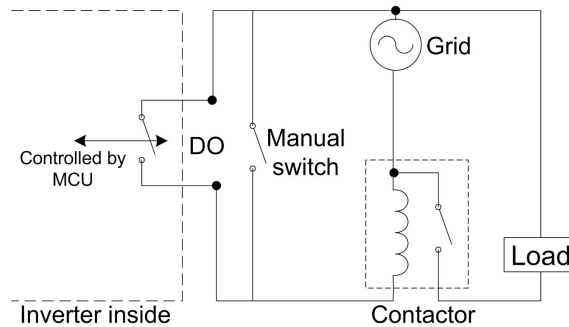 Grid
Controlled by
MCU
DO
Manual
switch
Load
Inverter inside
Contactor